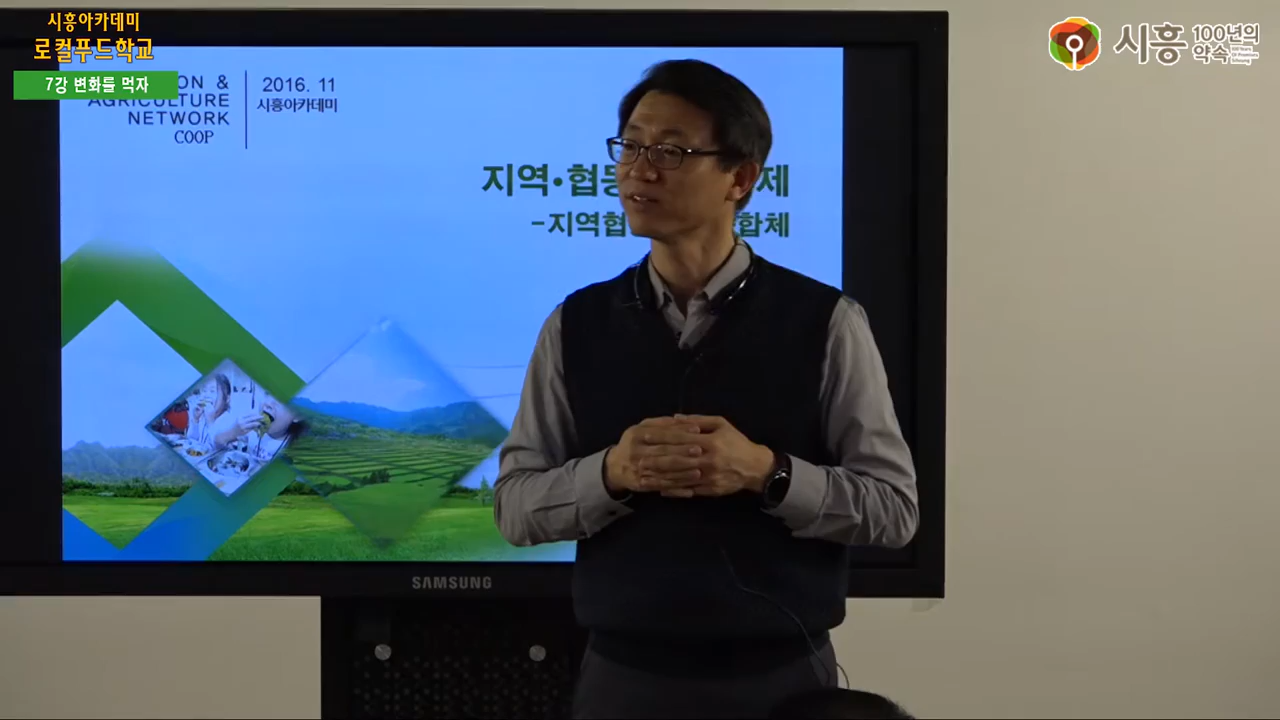 시흥아카데미
로컬푸드학교
7강 변화를 먹자
시흥 100년의
약속
ON &
AGRICULTURE
NETWORK
COOP
2016. 11
시흥아카데미
지역·협 제
-지역협 합체
SAMSUNG